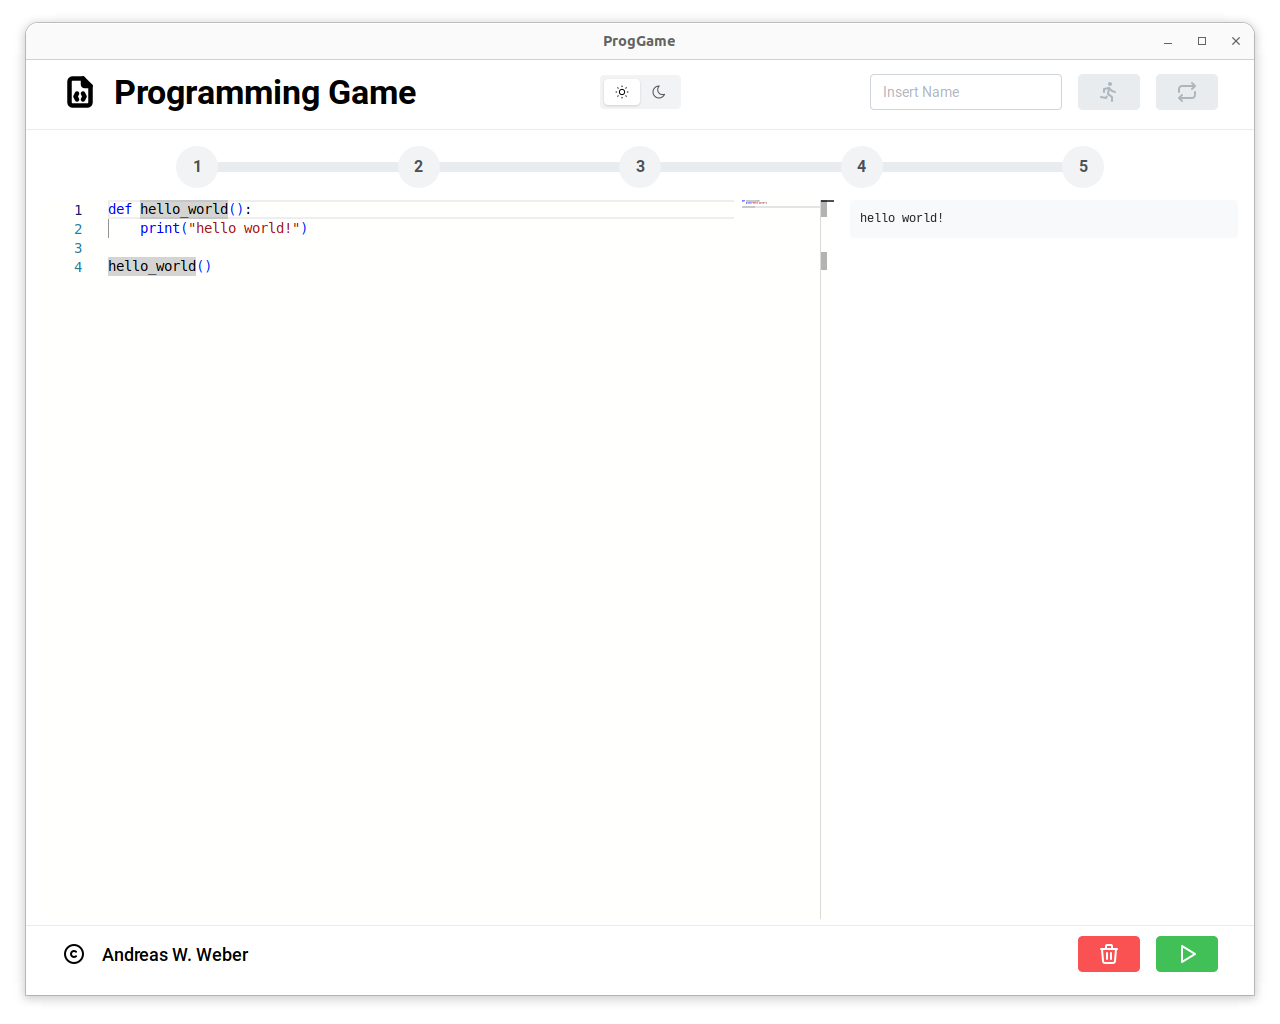 ProgGame
Programming Game
Insert Name
1 2 3 4 5
1 def hello_world():
2     print("hello world!")
3
4 hello_world()
hello world!
© Andreas W. Weber